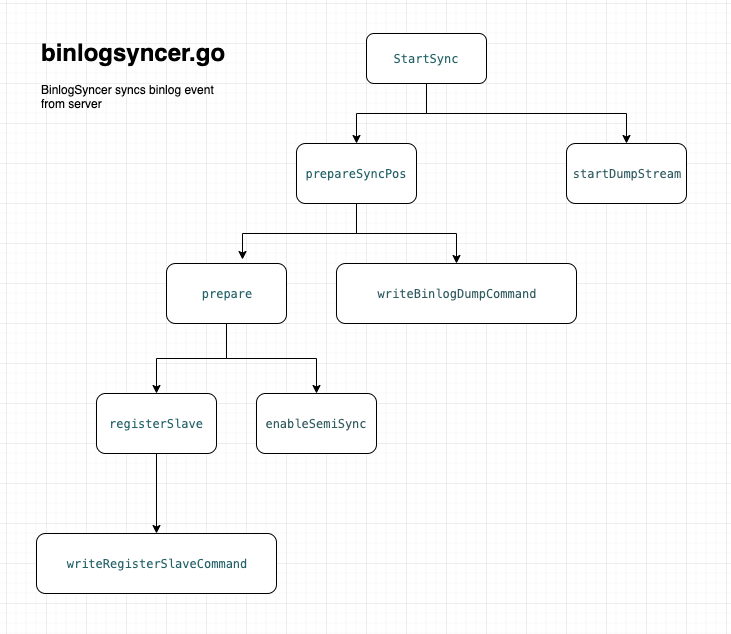 binlogsyncer.go
BinlogSyncer syncs binlog event
from server
StartSync
prepareSyncPos
startDumpStream
prepare
writeBinlogDumpCommand
registerSlave
enableSemiSync
writeRegisterSlaveCommand